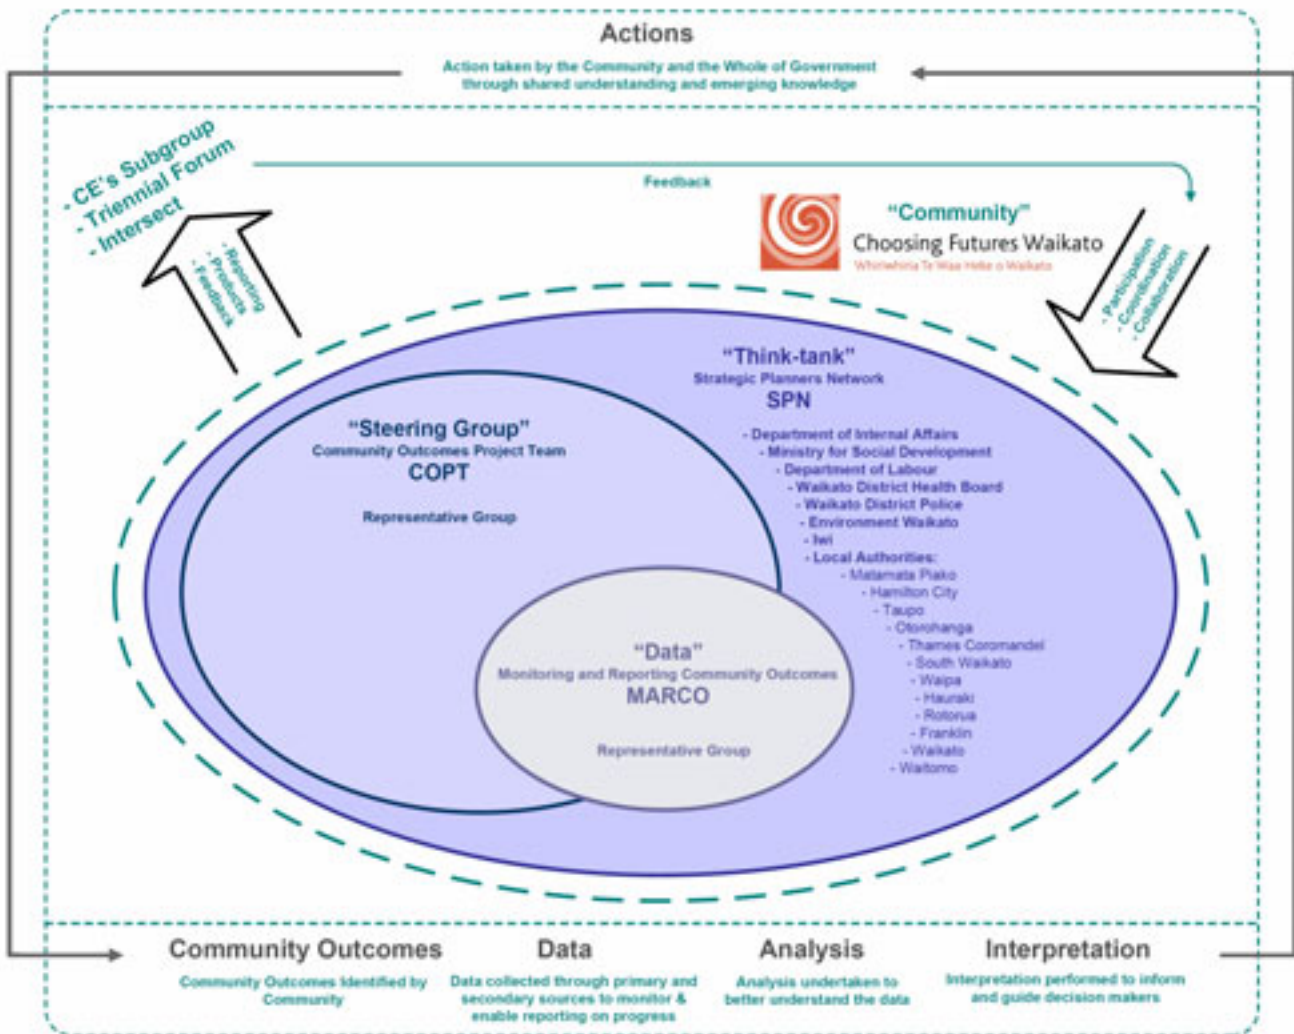 Actions
Action taken by the Community and the Whole of Government
through shared understanding and emerging knowledge
- CE's Subgroup
- Triennial Forum
- Intersect
- Reporting
- Products
- Feedback
Feedback
"Community"
Choosing Futures Waikato
Whiriwhiria Te Waa Heke o Waikato
- Participation
- Coordination
- Collaboration
"Think-tank"
Strategic Planners Network
SPN
- Department of Internal Affairs
- Ministry for Social Development
- Department of Labour
- Waikato District Health Board
- Waikato District Police
- Environment Waikato
- Iwi
- Local Authorities:
- Matamata Piako
- Hamilton City
- Taupo
- Otorohanga
- Thames Coromandel
- South Waikato
- Waipa
- Hauraki
- Rotorua
- Franklin
- Waikato
- Waitomo
"Steering Group"
Community Outcomes Project Team
COPT
Representative Group
"Data"
Monitoring and Reporting Community Outcomes
MARCO
Representative Group
Community Outcomes
Community Outcomes Identified by
Community
Data
Data collected through primary and
secondary sources to monitor &
enable reporting on progress
Analysis
Analysis undertaken to
better understand the data
Interpretation
Interpretation performed to inform
and guide decision makers